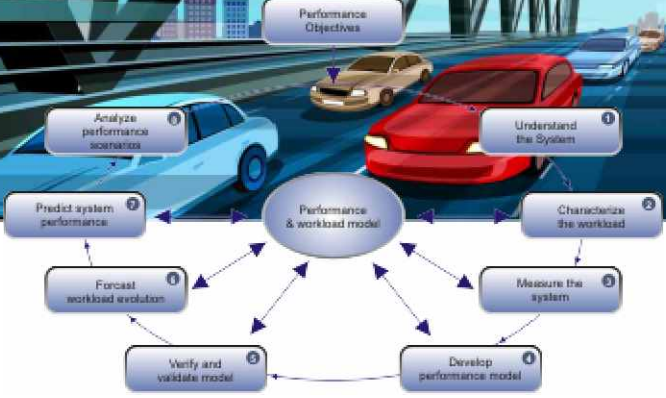 Performance
Objectives
Understand
the System
1
Characterize
the workload
2
Measure the
system
3
Develop
performance model
4
Verify and
validate model
5
Forcast
workload evolution
6
Predict system
performance
7
Analyze
performance
scenarios
8
Performance
& workload model